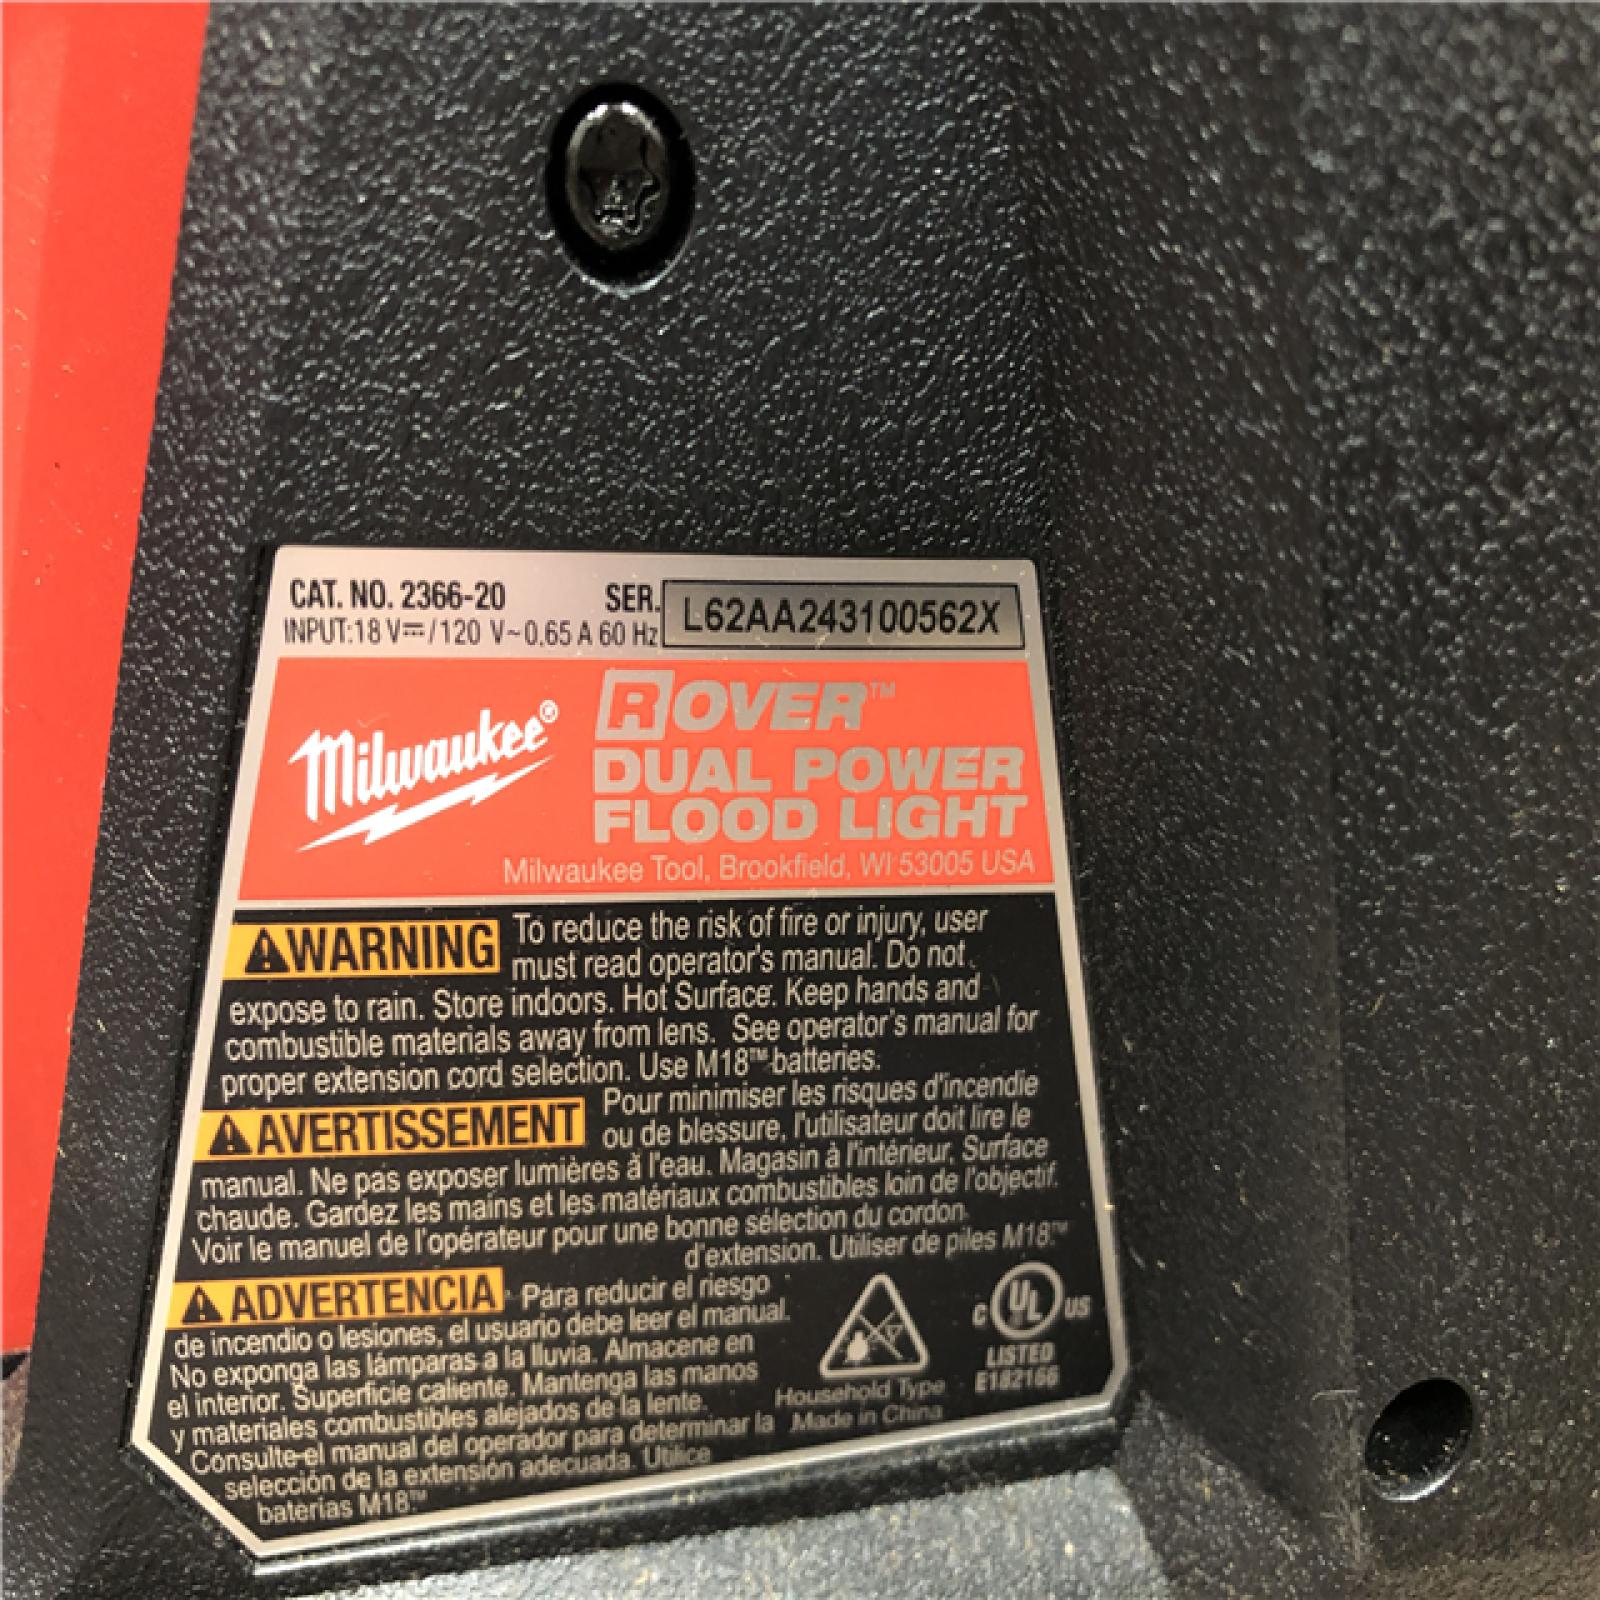 CAT. NO. 2366-20 SER. L62AA243100562X
INPUT:18 V⎓/120 V~0.65 A 60 Hz
Milwaukee®
ROVER™
DUAL POWER
FLOOD LIGHT
Milwaukee Tool, Brookfield, WI 53005 USA
⚠WARNING To reduce the risk of fire or injury, user
must read operator's manual. Do not
expose to rain. Store indoors. Hot Surface. Keep hands and
combustible materials away from lens. See operator's manual for
proper extension cord selection. Use M18™ batteries.
⚠AVERTISSEMENT Pour minimiser les risques d'incendie
ou de blessure, l'utilisateur doit lire le
manual. Ne pas exposer lumières à l'eau. Magasin à l'intérieur. Surface
chaude. Gardez les mains et les matériaux combustibles loin de l'objectif.
Voir le manuel de l'opérateur pour une bonne sélection du cordon
d'extension. Utiliser de piles M18™
⚠ADVERTENCIA Para reducir el riesgo
de incendio o lesiones, el usuario debe leer el manual.
No exponga las lámparas a la lluvia. Almacene en
el interior. Superficie caliente. Mantenga las manos
y materiales combustibles alejados de la lente.
Consulte el manual del operador para determinar la
selección de la extensión adecuada. Utilice
baterías M18™
Household Type
Made in China
C UL US
LISTED
E182166